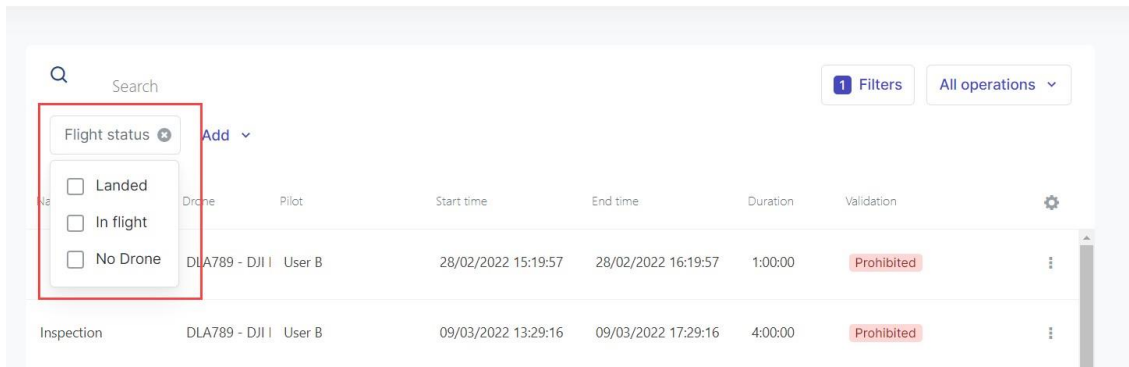 Search
1 Filters
All operations
Flight status
Add
Landed
In flight
No Drone
Na Drone Pilot Start time End time Duration Validation
DLA789 - DJI User B 28/02/2022 15:19:57 28/02/2022 16:19:57 1:00:00 Prohibited
Inspection DLA789 - DJI User B 09/03/2022 13:29:16 09/03/2022 17:29:16 4:00:00 Prohibited